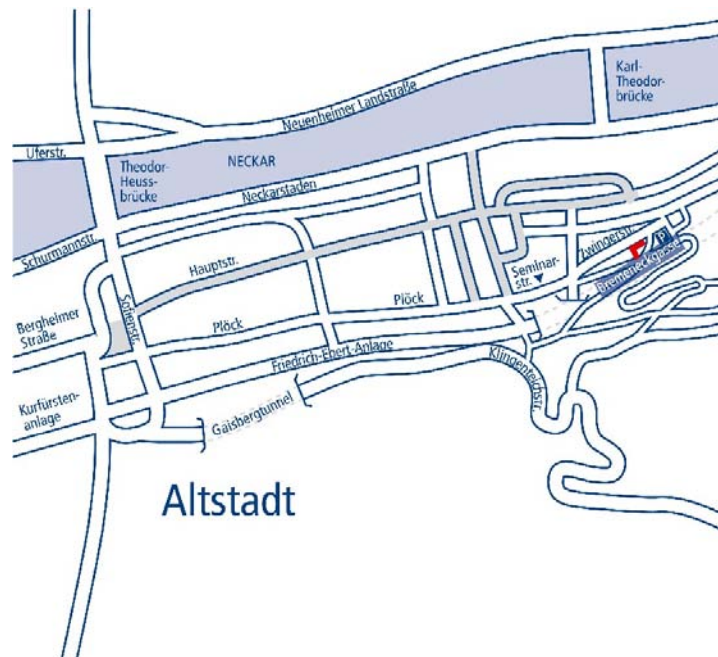 Karl-
Theodor-
brücke
Neuenheimer Landstraße
Uferstr.
Theodor-
Heuss-
brücke
NECKAR
Neckarstaden
Schurmannstr.
Hauptstr.
Zwingerstr.
P
Seminar-
str.
Bremeneckgasse
Sofienstr.
Bergheimer
Straße
Plöck
Plöck
Friedrich-Ebert-Anlage
Klingenteichstr.
Kurfürsten-
anlage
Gaisbergtunnel
Altstadt